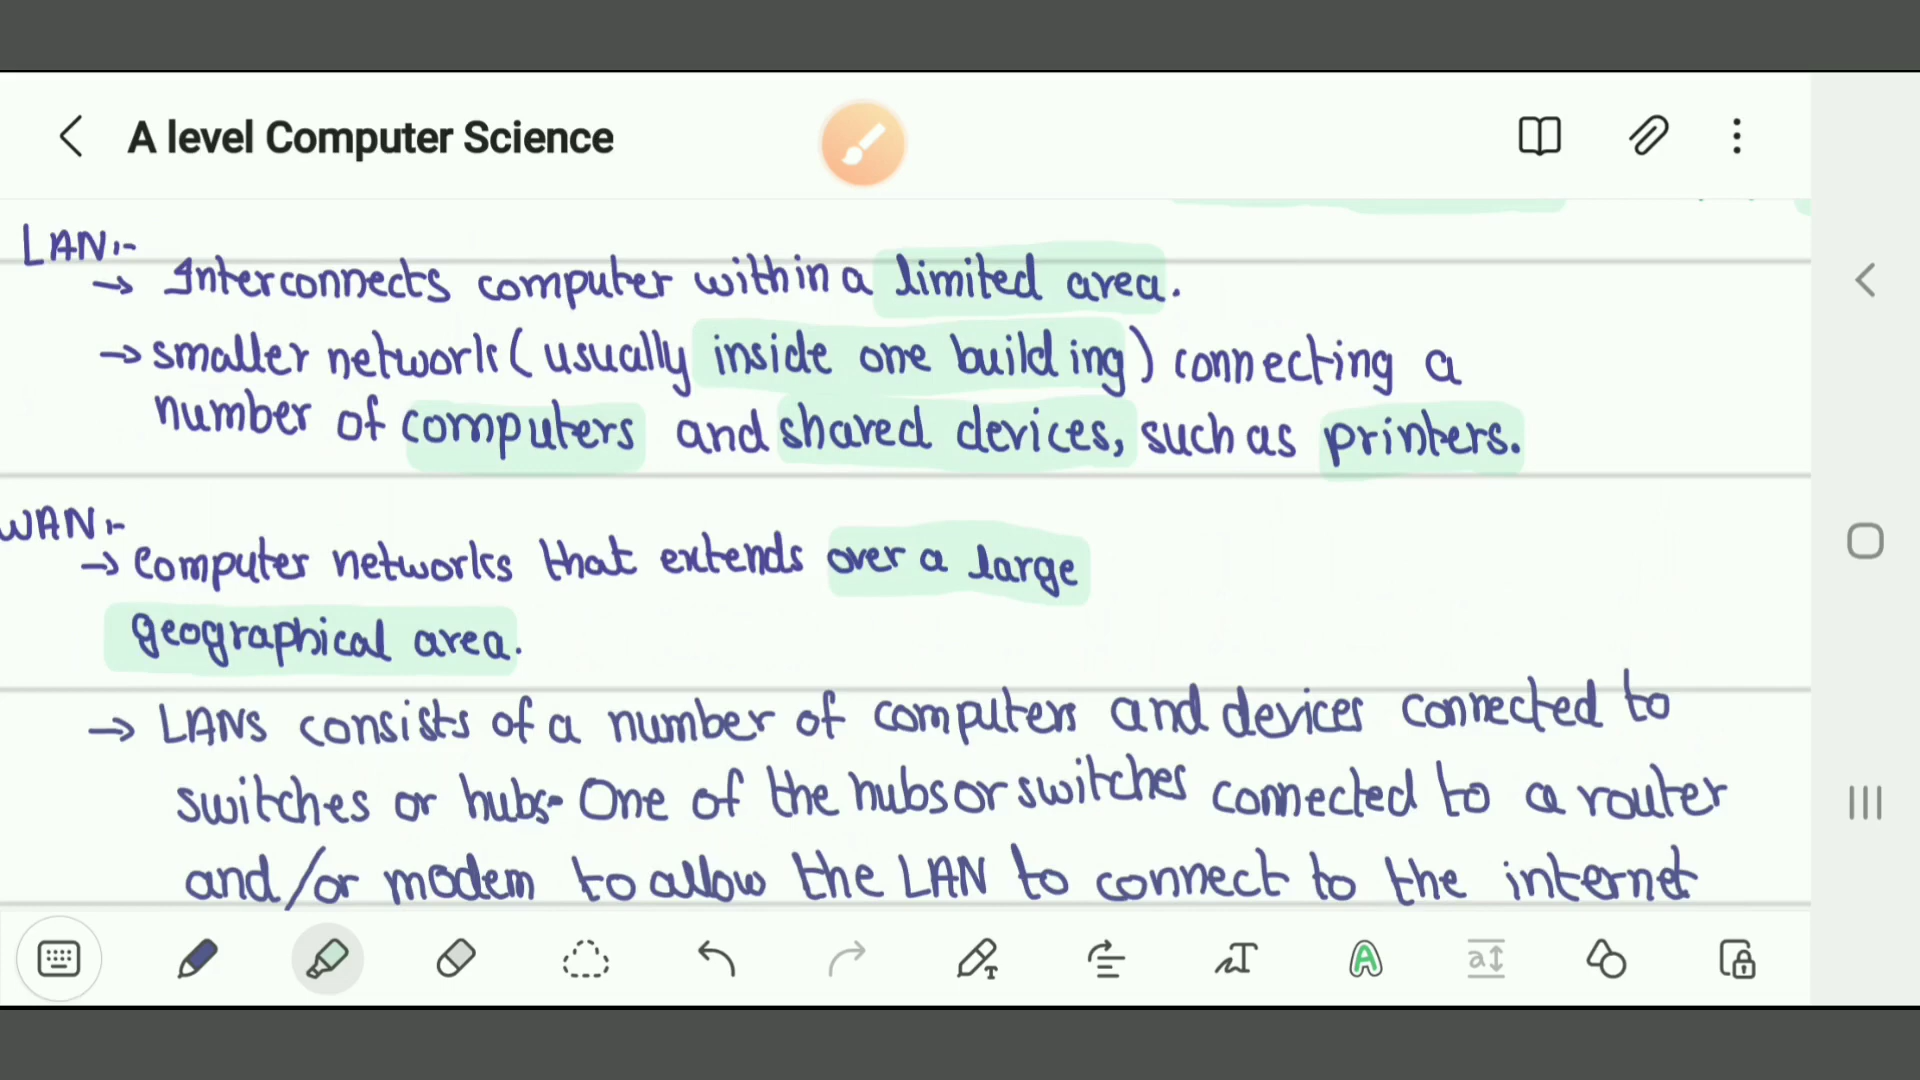 A level Computer Science
LAN:-
→ Interconnects computer within a limited area.
→ smaller network (usually inside one building) connecting a
number of computers and shared devices, such as printers.
WAN:-
→ computer networks that extends over a large
geographical area.
→ LANs consists of a number of computers and devices connected to
switches or hubs. One of the hubs or switches connected to a router
and/or modem to allow the LAN to connect to the internet